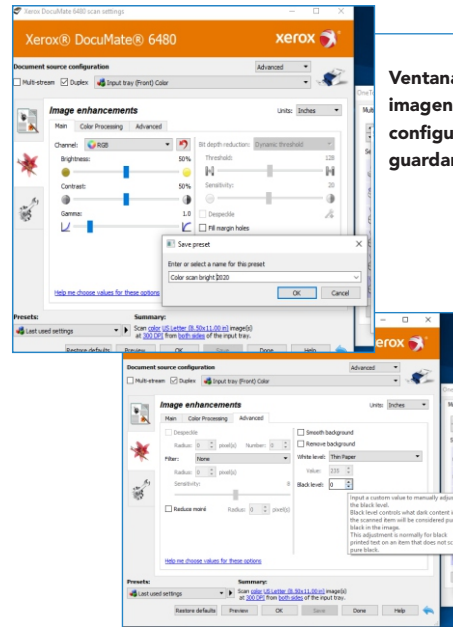 Xerox DocuMate 6480 scan settings
Xerox® DocuMate® 6480
xerox
Document source configuration
Advanced
Multi-stream Duplex Input tray (Front) Color
Image enhancements
Units: Inches
Main Color Processing Advanced
Channel: RGB
Bit depth reduction: Dynamic threshold
Brightness: 50%
Threshold: 128
Contrast: 50%
Sensitivity: 20
Gamma: 1.0
Despeckle
Fill margin holes
Save preset
Enter or select a name for this preset
Color scan bright 2020
OK Cancel
Help me choose values for these options
Presets: Summary:
Last used settings
Scan color US Letter (8.50x11.00 in) image(s)
at 300 DPI from both sides of the input tray.
Restore defaults Preview OK Save Done Help
Ventana
imagen
configu
guardar
erox
Document source configuration
Advanced
Multi-stream Duplex Input tray (Front) Color
Image enhancements
Units: Inches
Main Color Processing Advanced
Despeckle
Radius: 0 pixel(s) Number: 0
Filter: None
Radius: 0 pixel(s)
Sensitivity: 0
Reduce moiré Radius: 0 pixel(s)
Smooth background
Remove background
White level: Thin Paper
Value: 235
Black level: 0
Input a custom value to manually adjus
the black level.
Black level controls what dark content i
the scanned item will be considered pu
black in the image.
This adjustment is normally for black
printed text on an item that does not sc
pure black.
Help me choose values for these options
Presets: Summary:
Last used settings
Scan color US Letter (8.50x11.00 in) image(s)
at 300 DPI from both sides of the input tray.
Restore defaults Preview OK Save Done Help